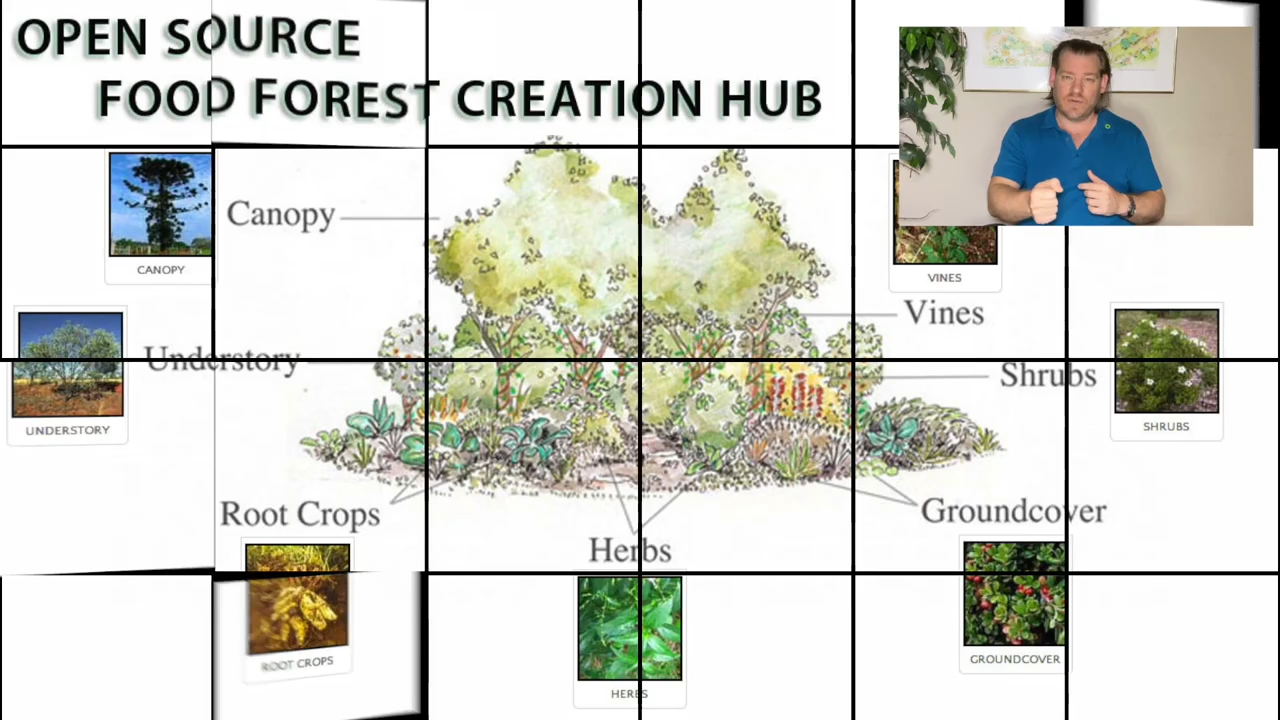 OPEN SOURCE
FOOD FOREST CREATION HUB
Canopy
CANOPY
VINES
Vines
Understory
Shrubs
UNDERSTORY
SHRUBS
Root Crops
Groundcover
Herbs
ROOT CROPS
GROUNDCOVER
HERBS